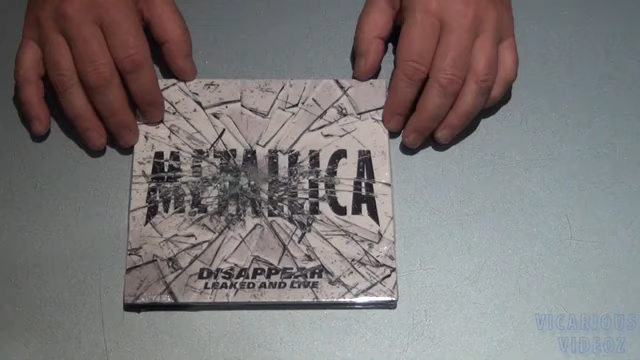 METALLICA
DISAPPEAR
LEAKED AND LIVE
VICARIOUS
VIDEOZ